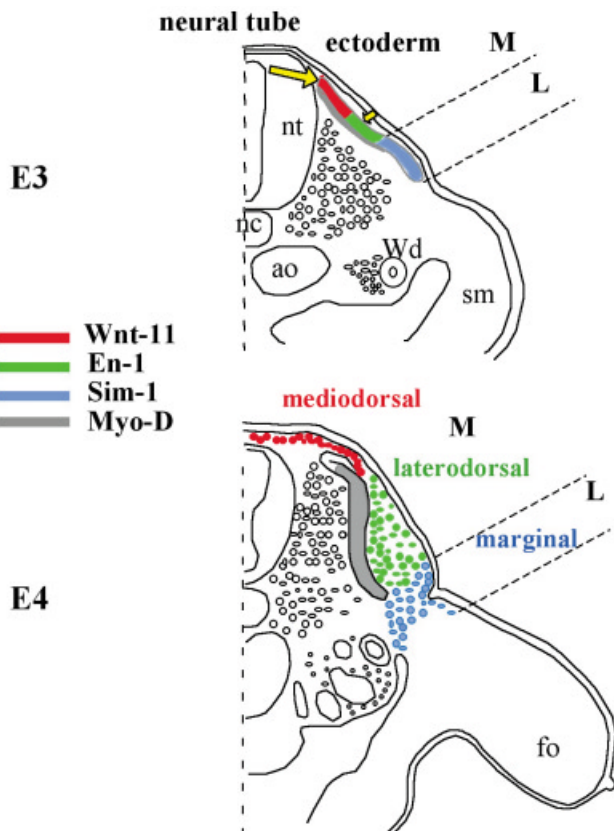 neural tube
ectoderm
M
L
E3
nt
nc
ao
Wd
sm
Wnt-11
En-1
Sim-1
Myo-D
mediodorsal
M
laterodorsal
L
marginal
E4
fo